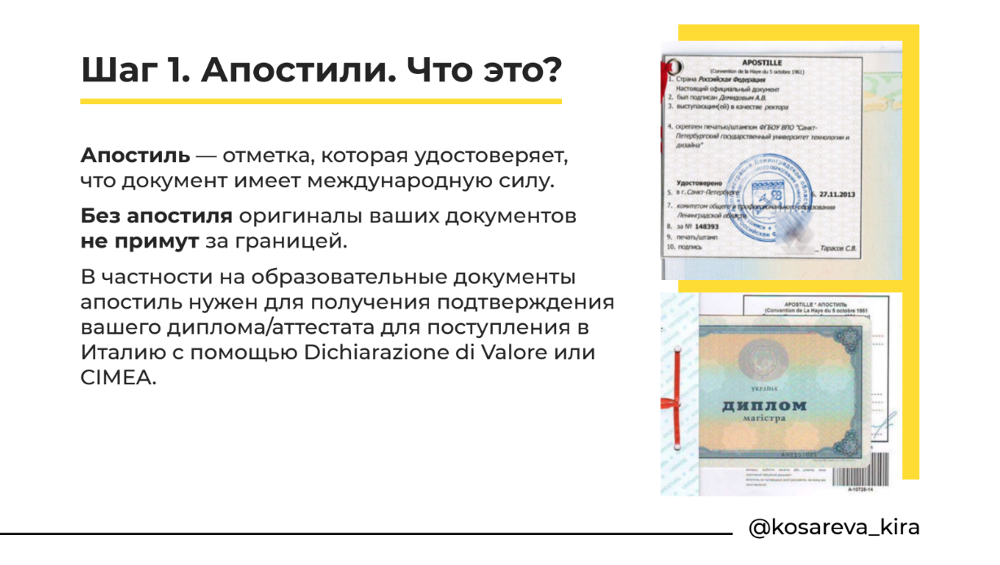 Шаг 1. Апостили. Что это?
Апостиль — отметка, которая удостоверяет,
что документ имеет международную силу.
Без апостиля оригиналы ваших документов
не примут за границей.
В частности на образовательные документы
апостиль нужен для получения подтверждения
вашего диплома/аттестата для поступления в
Италию с помощью Dichiarazione di Valore или
CIMEA.
APOSTILLE
(Convention de la Haye du 5 octobre 1961)
1. Страна Российская Федерация
Настоящий официальный документ
2. был подписан Демидовым А.В.
3. выступающим(ей) в качестве ректора
4. скреплен печатью/штампом ФГБОУ ВПО "Санкт-
Петербургский государственный университет технологии и
дизайна"
Удостоверено
5. в г. Санкт-Петербурге 6. 27.11.2013
7. комитетом общего и профессионального образования
Ленинградской области
8. за № 148393
9. печать/штамп
10. подпись Тарасов С.В.
APOSTILLE * АПОСТИЛЬ
(Convention de La Haye du 5 octobre 1961
УКРАЇНА
ДИПЛОМ
магістра
А-10728-14
@kosareva_kira